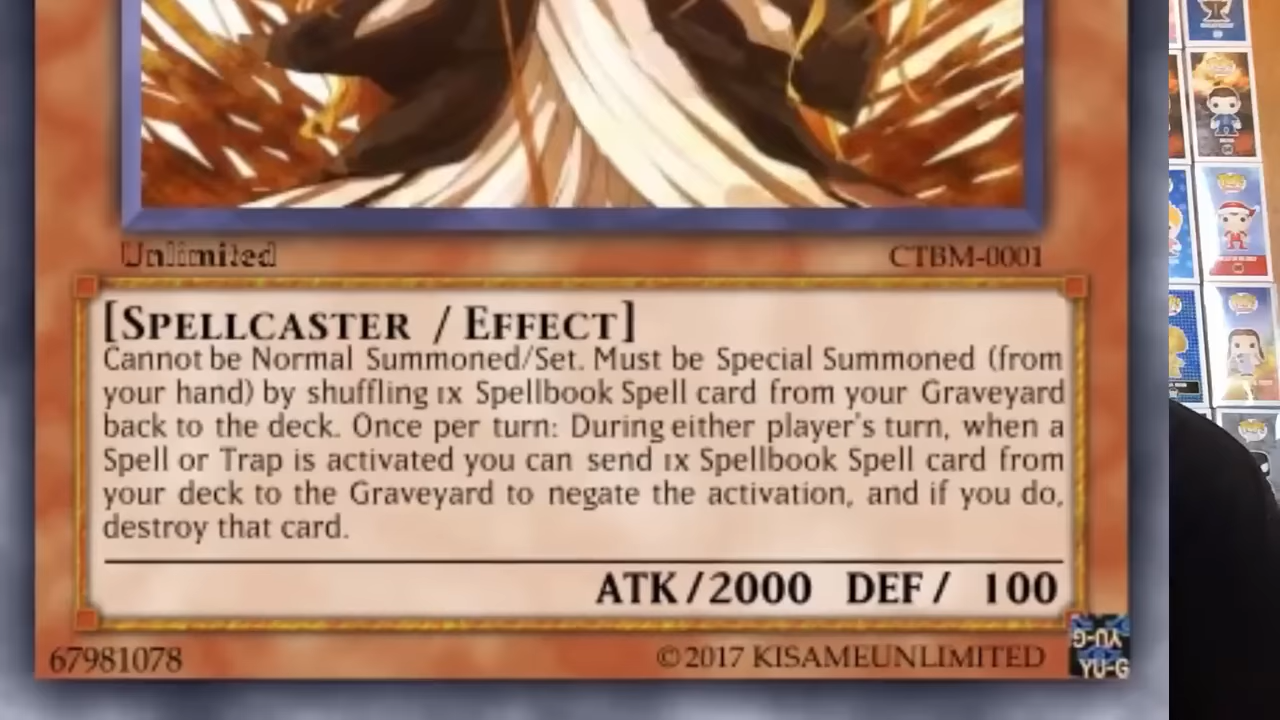 Unlimited
CTBM-0001
[SPELLCASTER / EFFECT]
Cannot be Normal Summoned/Set. Must be Special Summoned (from
your hand) by shuffling 1x Spellbook Spell card from your Graveyard
back to the deck. Once per turn: During either player's turn, when a
Spell or Trap is activated you can send 1x Spellbook Spell card from
your deck to the Graveyard to negate the activation, and if you do,
destroy that card.
ATK/2000 DEF/ 100
67981078
©2017 KISAMEUNLIMITED
YU-G
YU-G